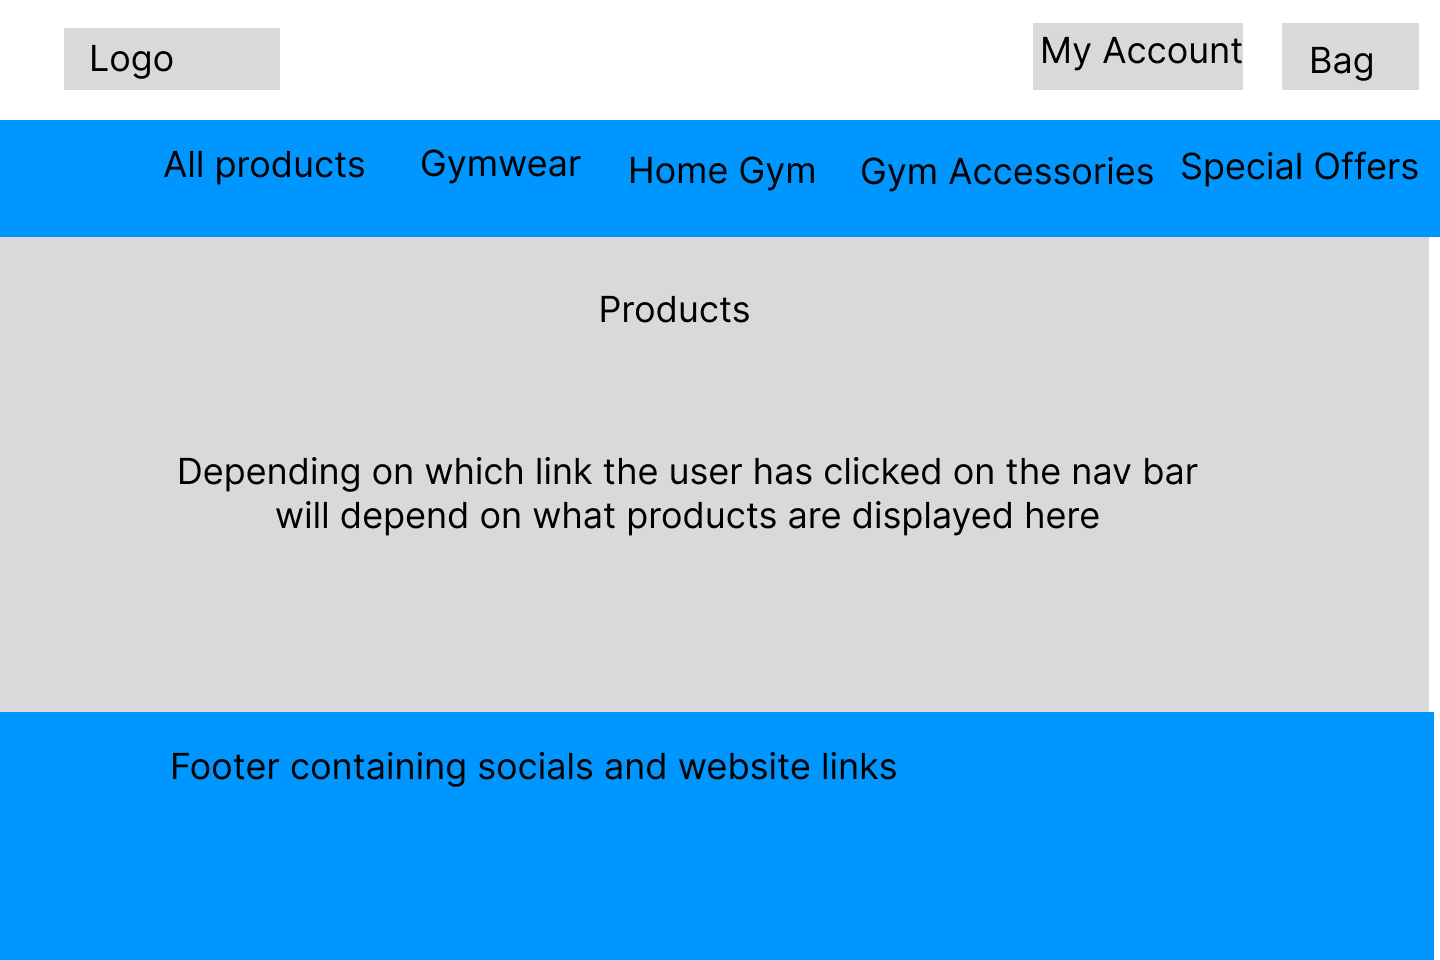 Logo
My Account
Bag
All products
Gymwear
Home Gym
Gym Accessories
Special Offers
Products
Depending on which link the user has clicked on the nav bar
will depend on what products are displayed here
Footer containing socials and website links